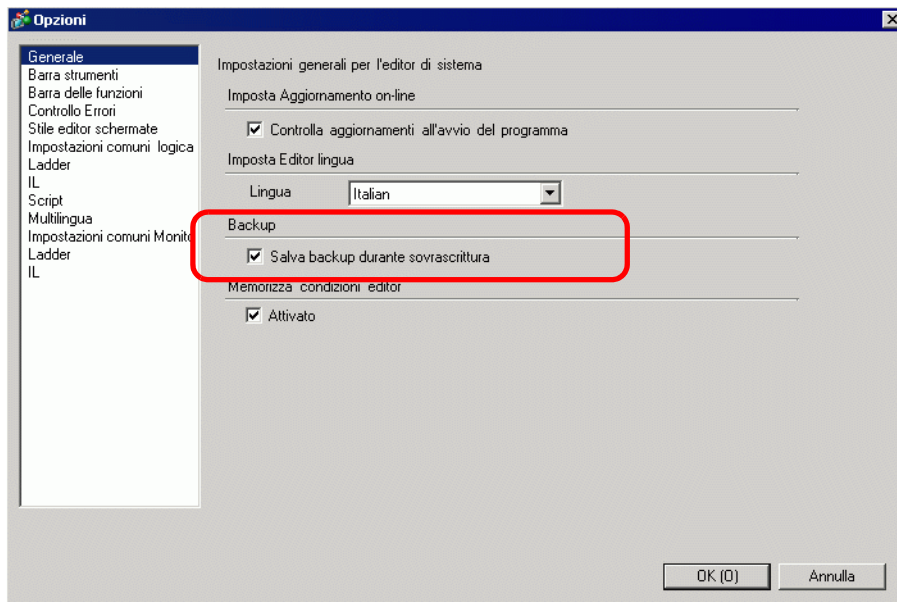 Opzioni
Generale
Barra strumenti
Barra delle funzioni
Controllo Errori
Stile editor schermate
Impostazioni comuni logica
Ladder
IL
Script
Multilingua
Impostazioni comuni Monito
Ladder
IL
Impostazioni generali per l'editor di sistema
Imposta Aggiornamento on-line
Controlla aggiornamenti all'avvio del programma
Imposta Editor lingua
Lingua Italian
Backup
Salva backup durante sovrascrittura
Memorizza condizioni editor
Attivato
OK (O) Annulla